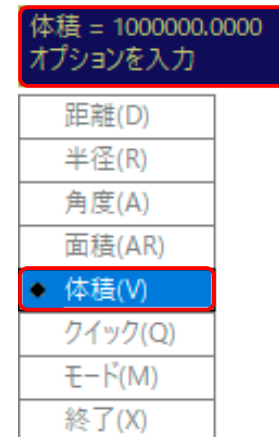 体積 = 1000000.0000
オプションを入力
距離(D)
半径(R)
角度(A)
面積(AR)
体積(V)
クイック(Q)
モード(M)
終了(X)